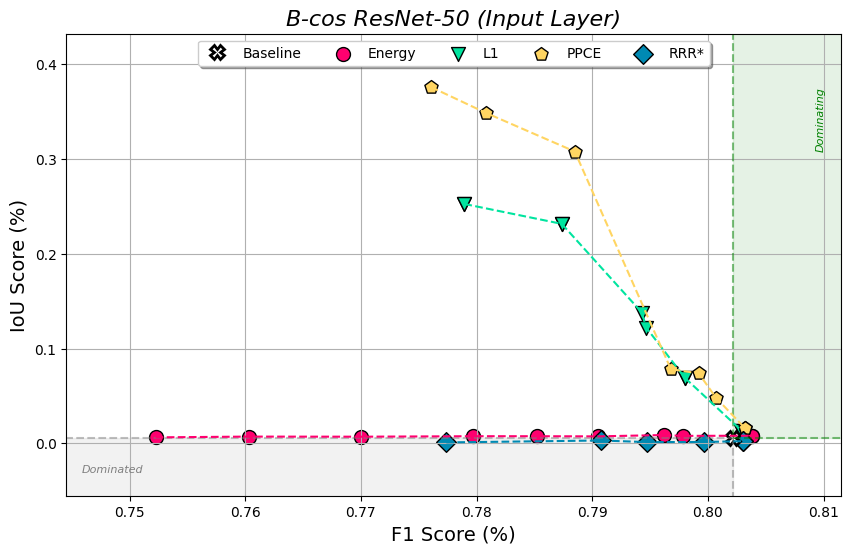 B-cos ResNet-50 (Input Layer)
Baseline Energy L1 PPCE RRR*
Dominating
Dominated
IoU Score (%)
0.4
0.3
0.2
0.1
0.0
0.75 0.76 0.77 0.78 0.79 0.80 0.81
F1 Score (%)